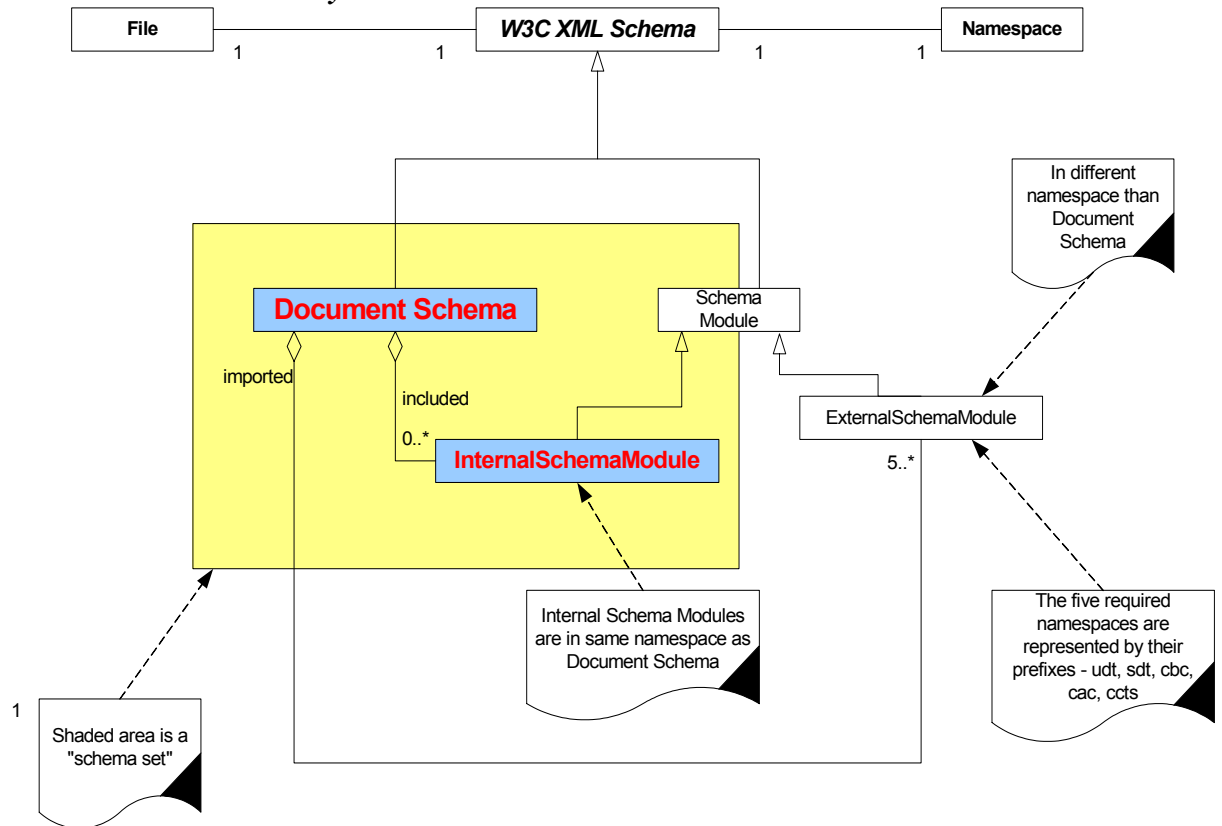 File
W3C XML Schema
Namespace
1
1
1
1
In different
namespace than
Document
Schema
Document Schema
Schema
Module
imported
included
0..*
InternalSchemaModule
ExternalSchemaModule
5..*
Internal Schema Modules
are in same namespace as
Document Schema
The five required
namespaces are
represented by their
prefixes - udt, sdt, cbc,
cac, ccts
1
Shaded area is a
"schema set"